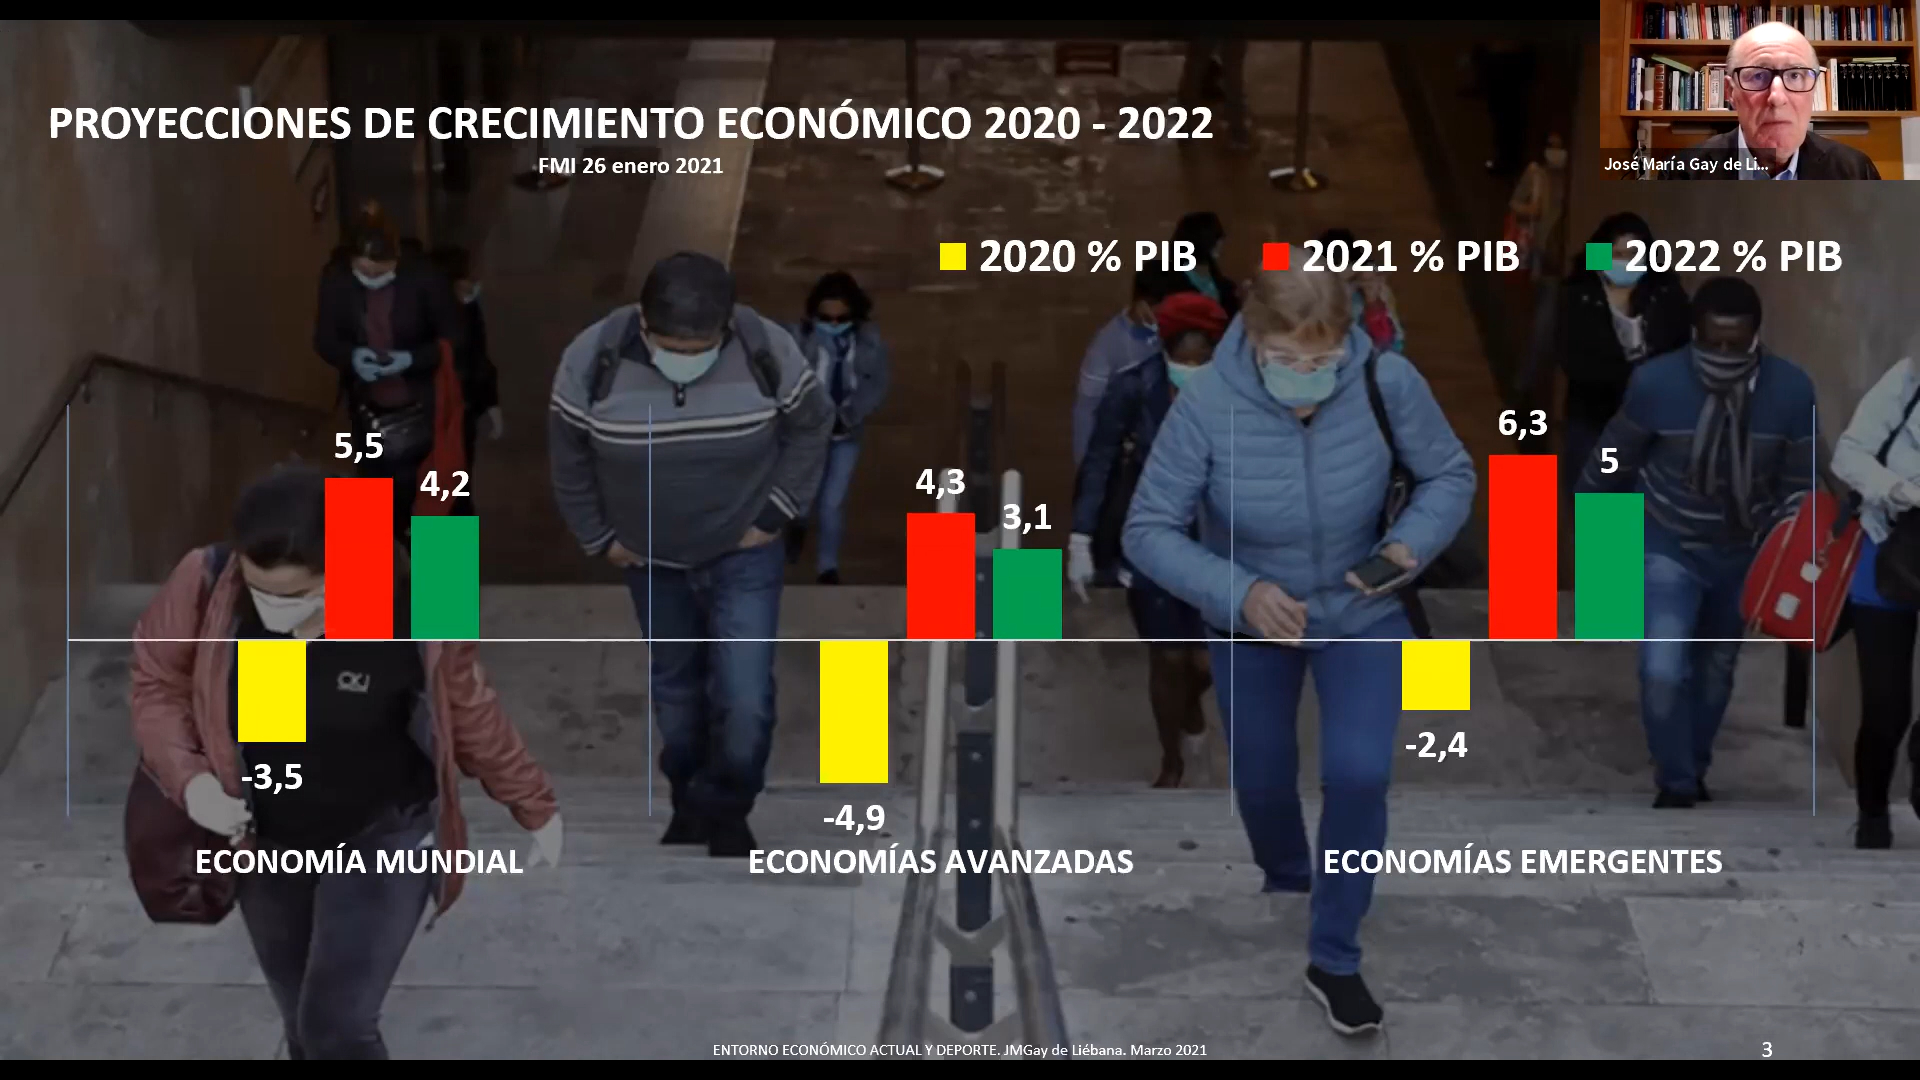 PROYECCIONES DE CRECIMIENTO ECONÓMICO 2020 - 2022
FMI 26 enero 2021
José María Gay de Li...
2020 % PIB 2021 % PIB 2022 % PIB
5,5
4,2
-3,5
4,3
3,1
-4,9
6,3
5
-2,4
ECONOMÍA MUNDIAL
ECONOMÍAS AVANZADAS
ECONOMÍAS EMERGENTES
ENTORNO ECONÓMICO ACTUAL Y DEPORTE. JMGay de Liébana. Marzo 2021
3